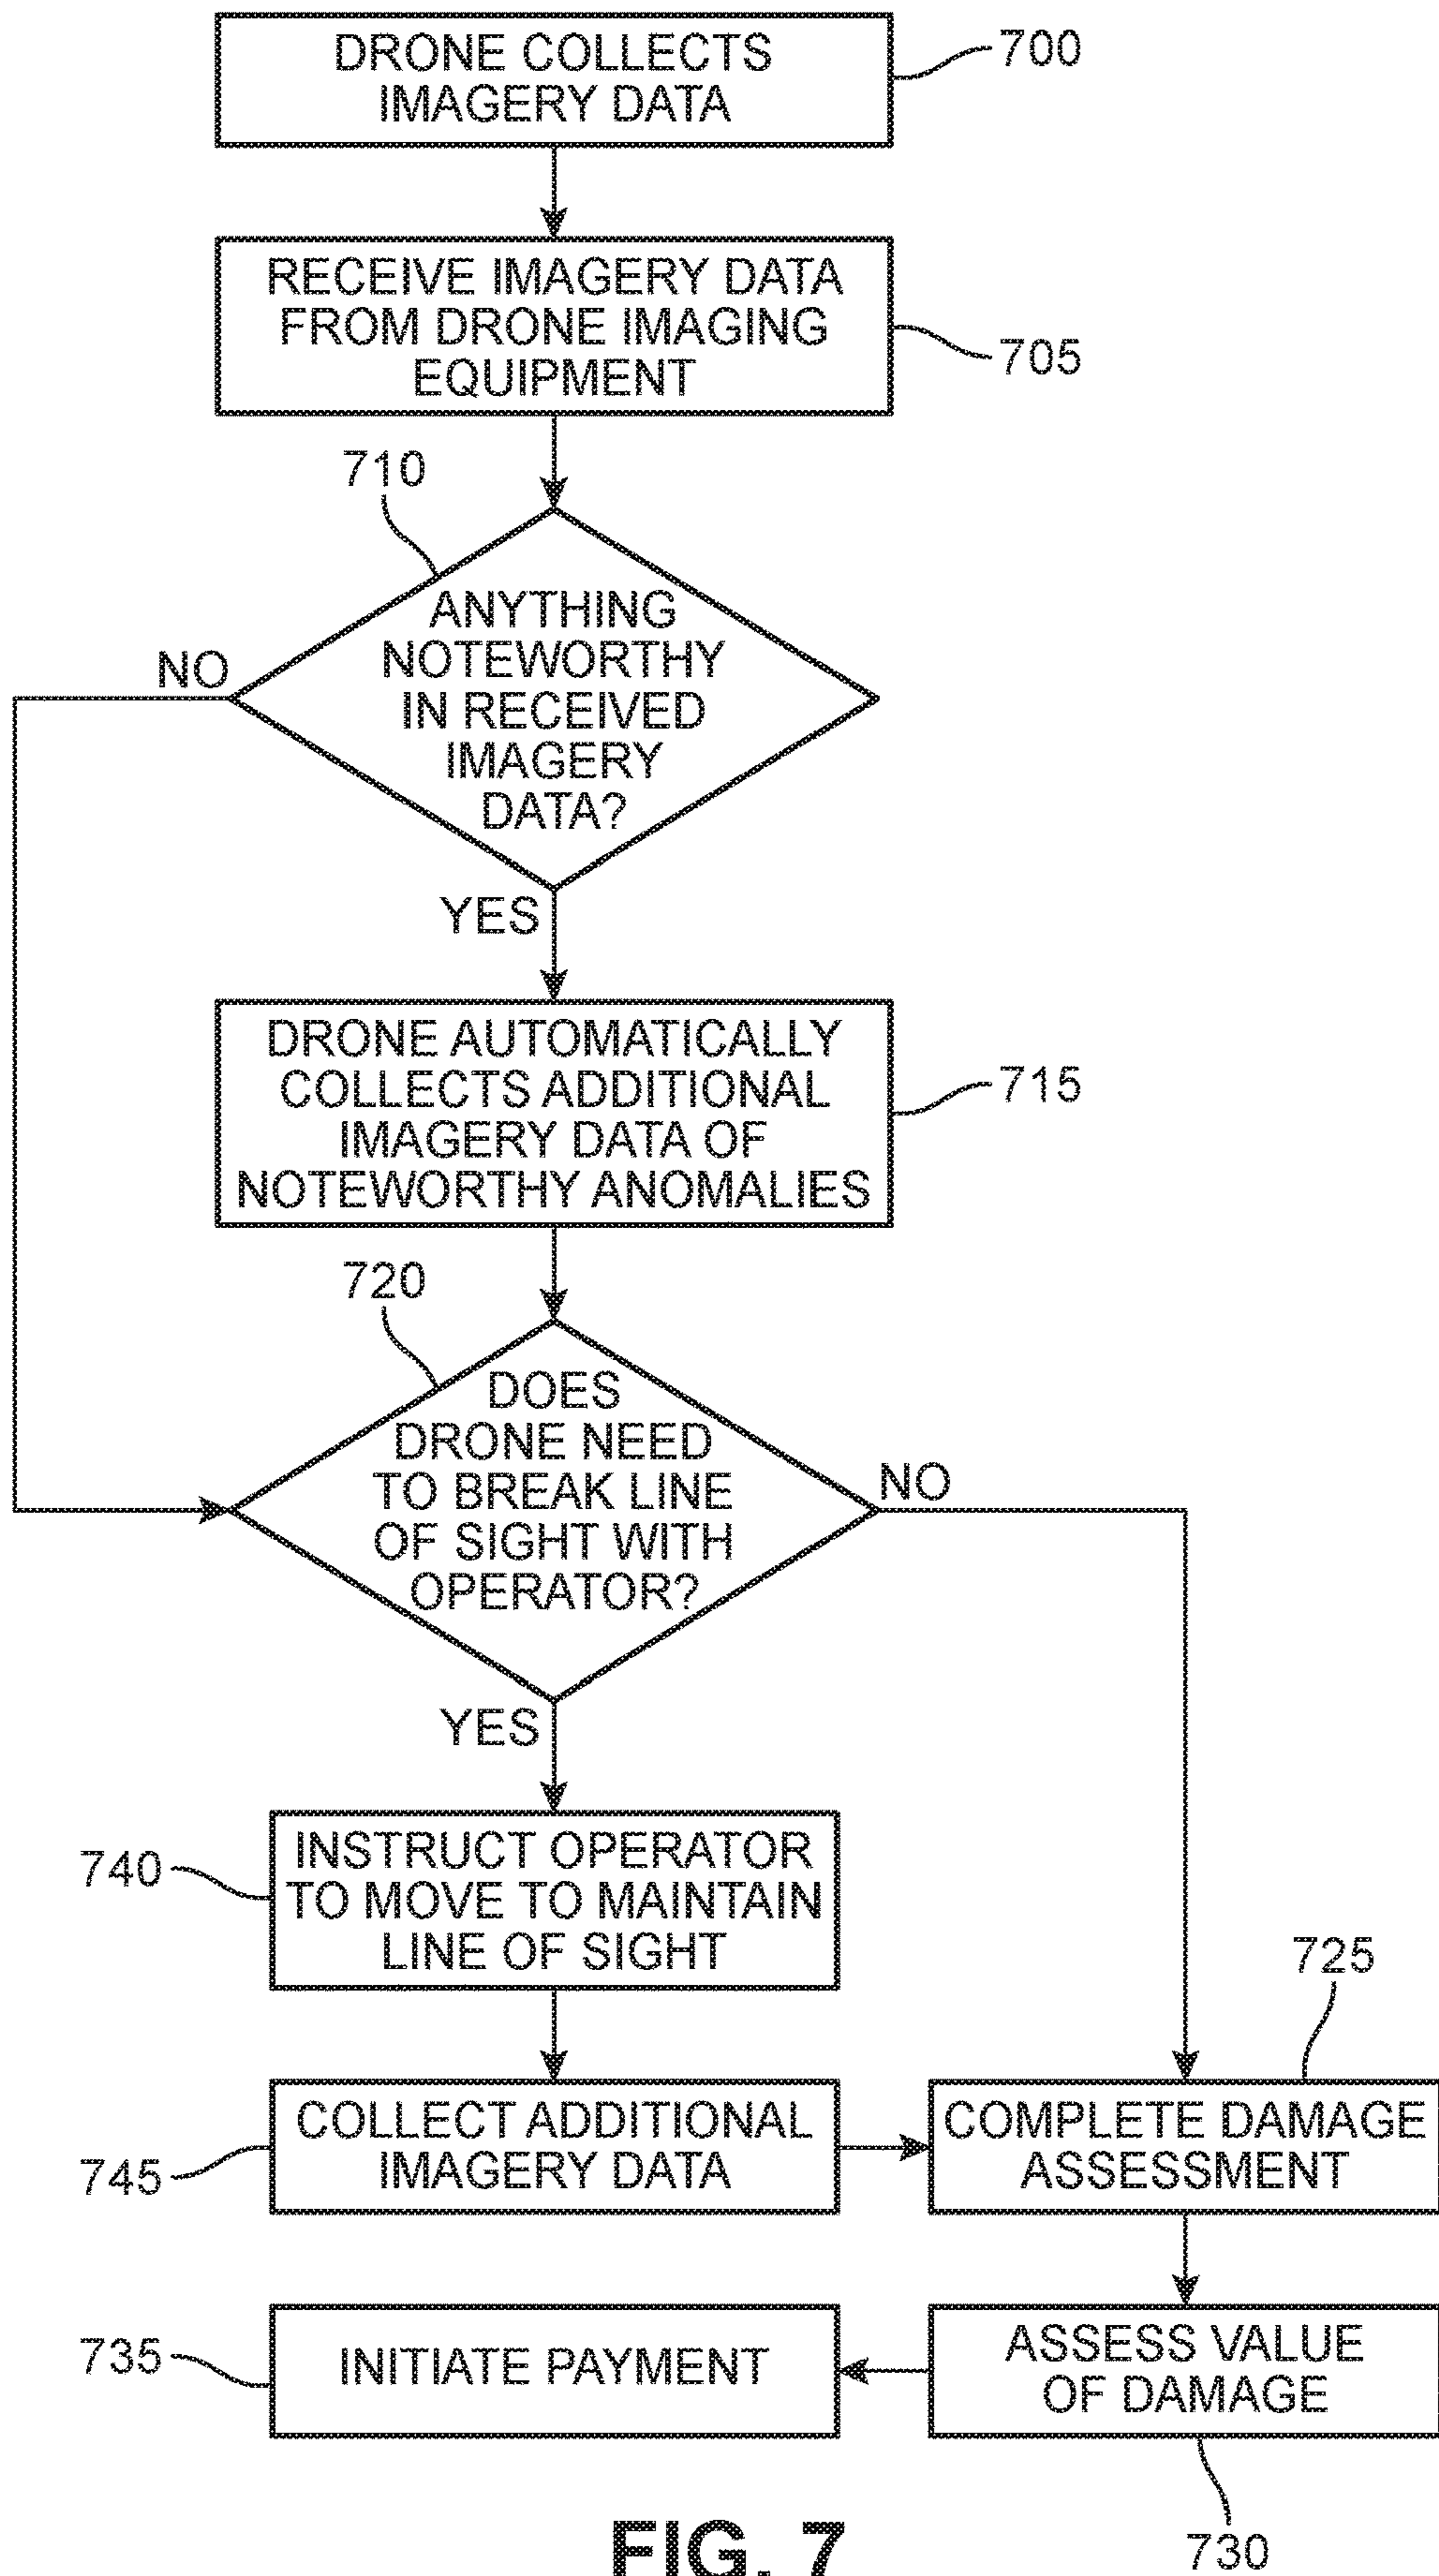 DRONE COLLECTS
IMAGERY DATA
700
RECEIVE IMAGERY DATA
FROM DRONE IMAGING
EQUIPMENT
705
710
ANYTHING
NOTEWORTHY
IN RECEIVED
IMAGERY
DATA?
NO
YES
DRONE AUTOMATICALLY
COLLECTS ADDITIONAL
IMAGERY DATA OF
NOTEWORTHY ANOMALIES
715
720
DOES
DRONE NEED
TO BREAK LINE
OF SIGHT WITH
OPERATOR?
NO
YES
740
INSTRUCT OPERATOR
TO MOVE TO MAINTAIN
LINE OF SIGHT
725
745
COLLECT ADDITIONAL
IMAGERY DATA
COMPLETE DAMAGE
ASSESSMENT
735
INITIATE PAYMENT
ASSESS VALUE
OF DAMAGE
730
FIG. 7